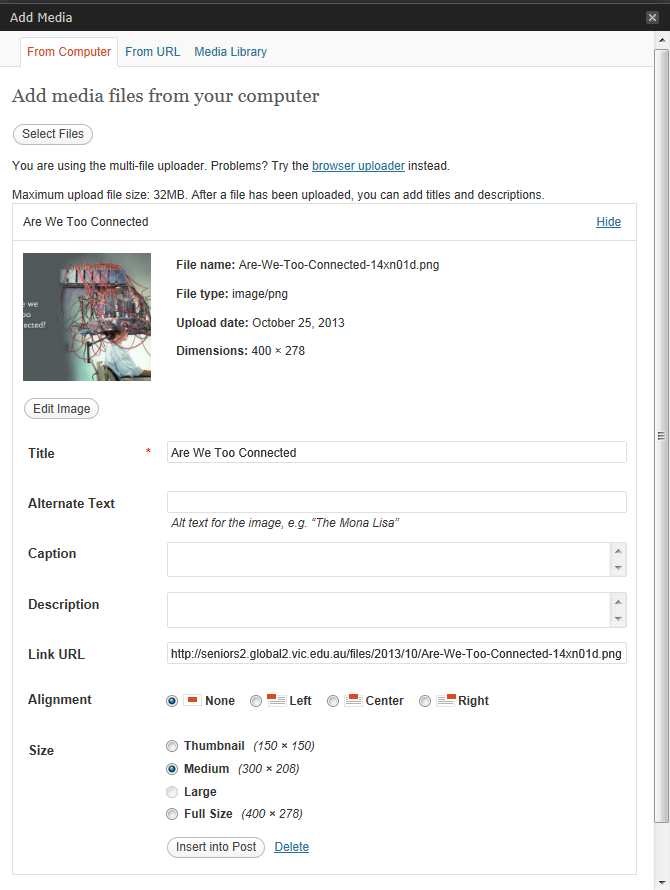 Add Media
From Computer From URL Media Library
Add media files from your computer
Select Files
You are using the multi-file uploader. Problems? Try the browser uploader instead.
Maximum upload file size: 32MB. After a file has been uploaded, you can add titles and descriptions.
Are We Too Connected Hide
e we
oo
nected?
File name: Are-We-Too-Connected-14xn01d.png
File type: image/png
Upload date: October 25, 2013
Dimensions: 400 × 278
Edit Image
Title * Are We Too Connected
Alternate Text
Alt text for the image, e.g. “The Mona Lisa”
Caption
Description
Link URL http://seniors2.global2.vic.edu.au/files/2013/10/Are-We-Too-Connected-14xn01d.png
Alignment None Left Center Right
Size Thumbnail (150 × 150)
Medium (300 × 208)
Large
Full Size (400 × 278)
Insert into Post Delete